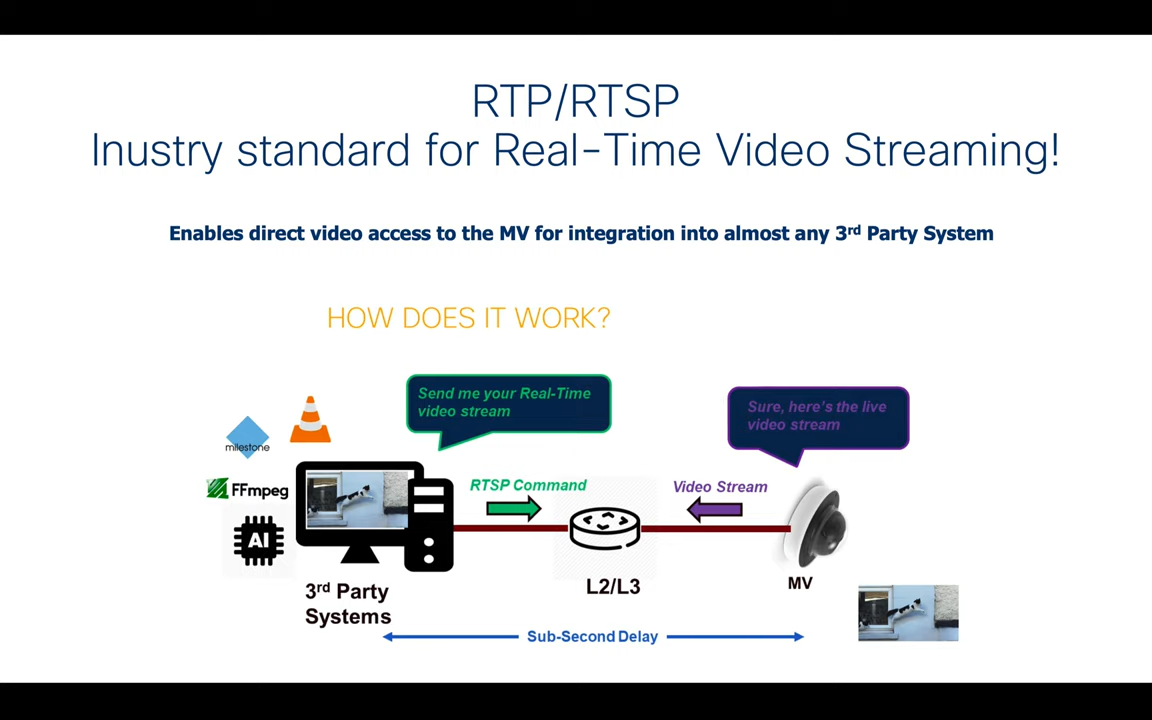 RTP/RTSP
Inustry standard for Real-Time Video Streaming!
Enables direct video access to the MV for integration into almost any 3rd Party System
HOW DOES IT WORK?
Send me your Real-Time
video stream
Sure, here's the live
video stream
milestone
FFmpeg
AI
RTSP Command
Video Stream
3rd Party
Systems
L2/L3
MV
Sub-Second Delay